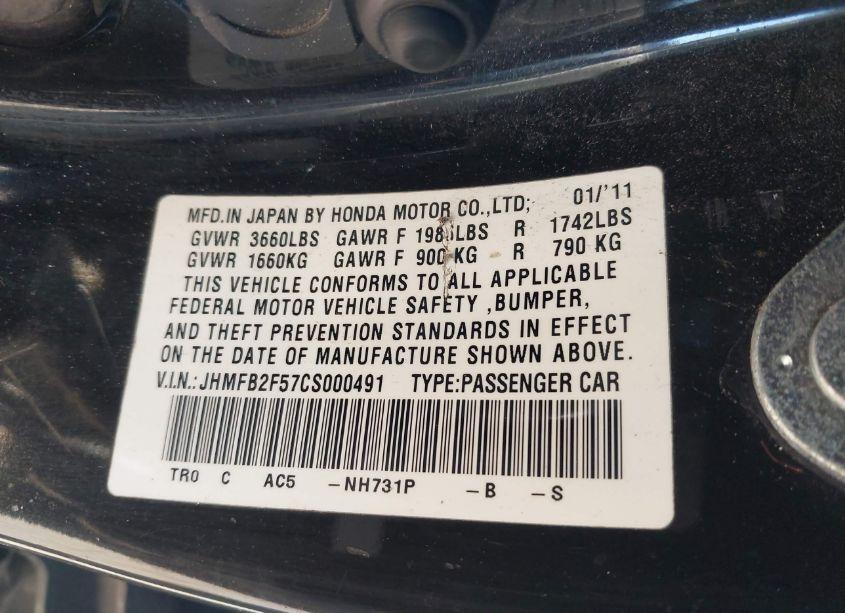 MFD.IN JAPAN BY HONDA MOTOR CO.,LTD; 01/'11
GVWR 3660LBS GAWR F LBS R 1742LBS
GVWR 1660KG GAWR F 900 KG R 790 KG
THIS VEHICLE CONFORMS TO ALL APPLICABLE
FEDERAL MOTOR VEHICLE SAFETY ,BUMPER,
AND THEFT PREVENTION STANDARDS IN EFFECT
ON THE DATE OF MANUFACTURE SHOWN ABOVE.
V.I.N.: JHMFB2F57CS000491 TYPE:PASSENGER CAR
TR0 C AC5 -NH731P -B -S